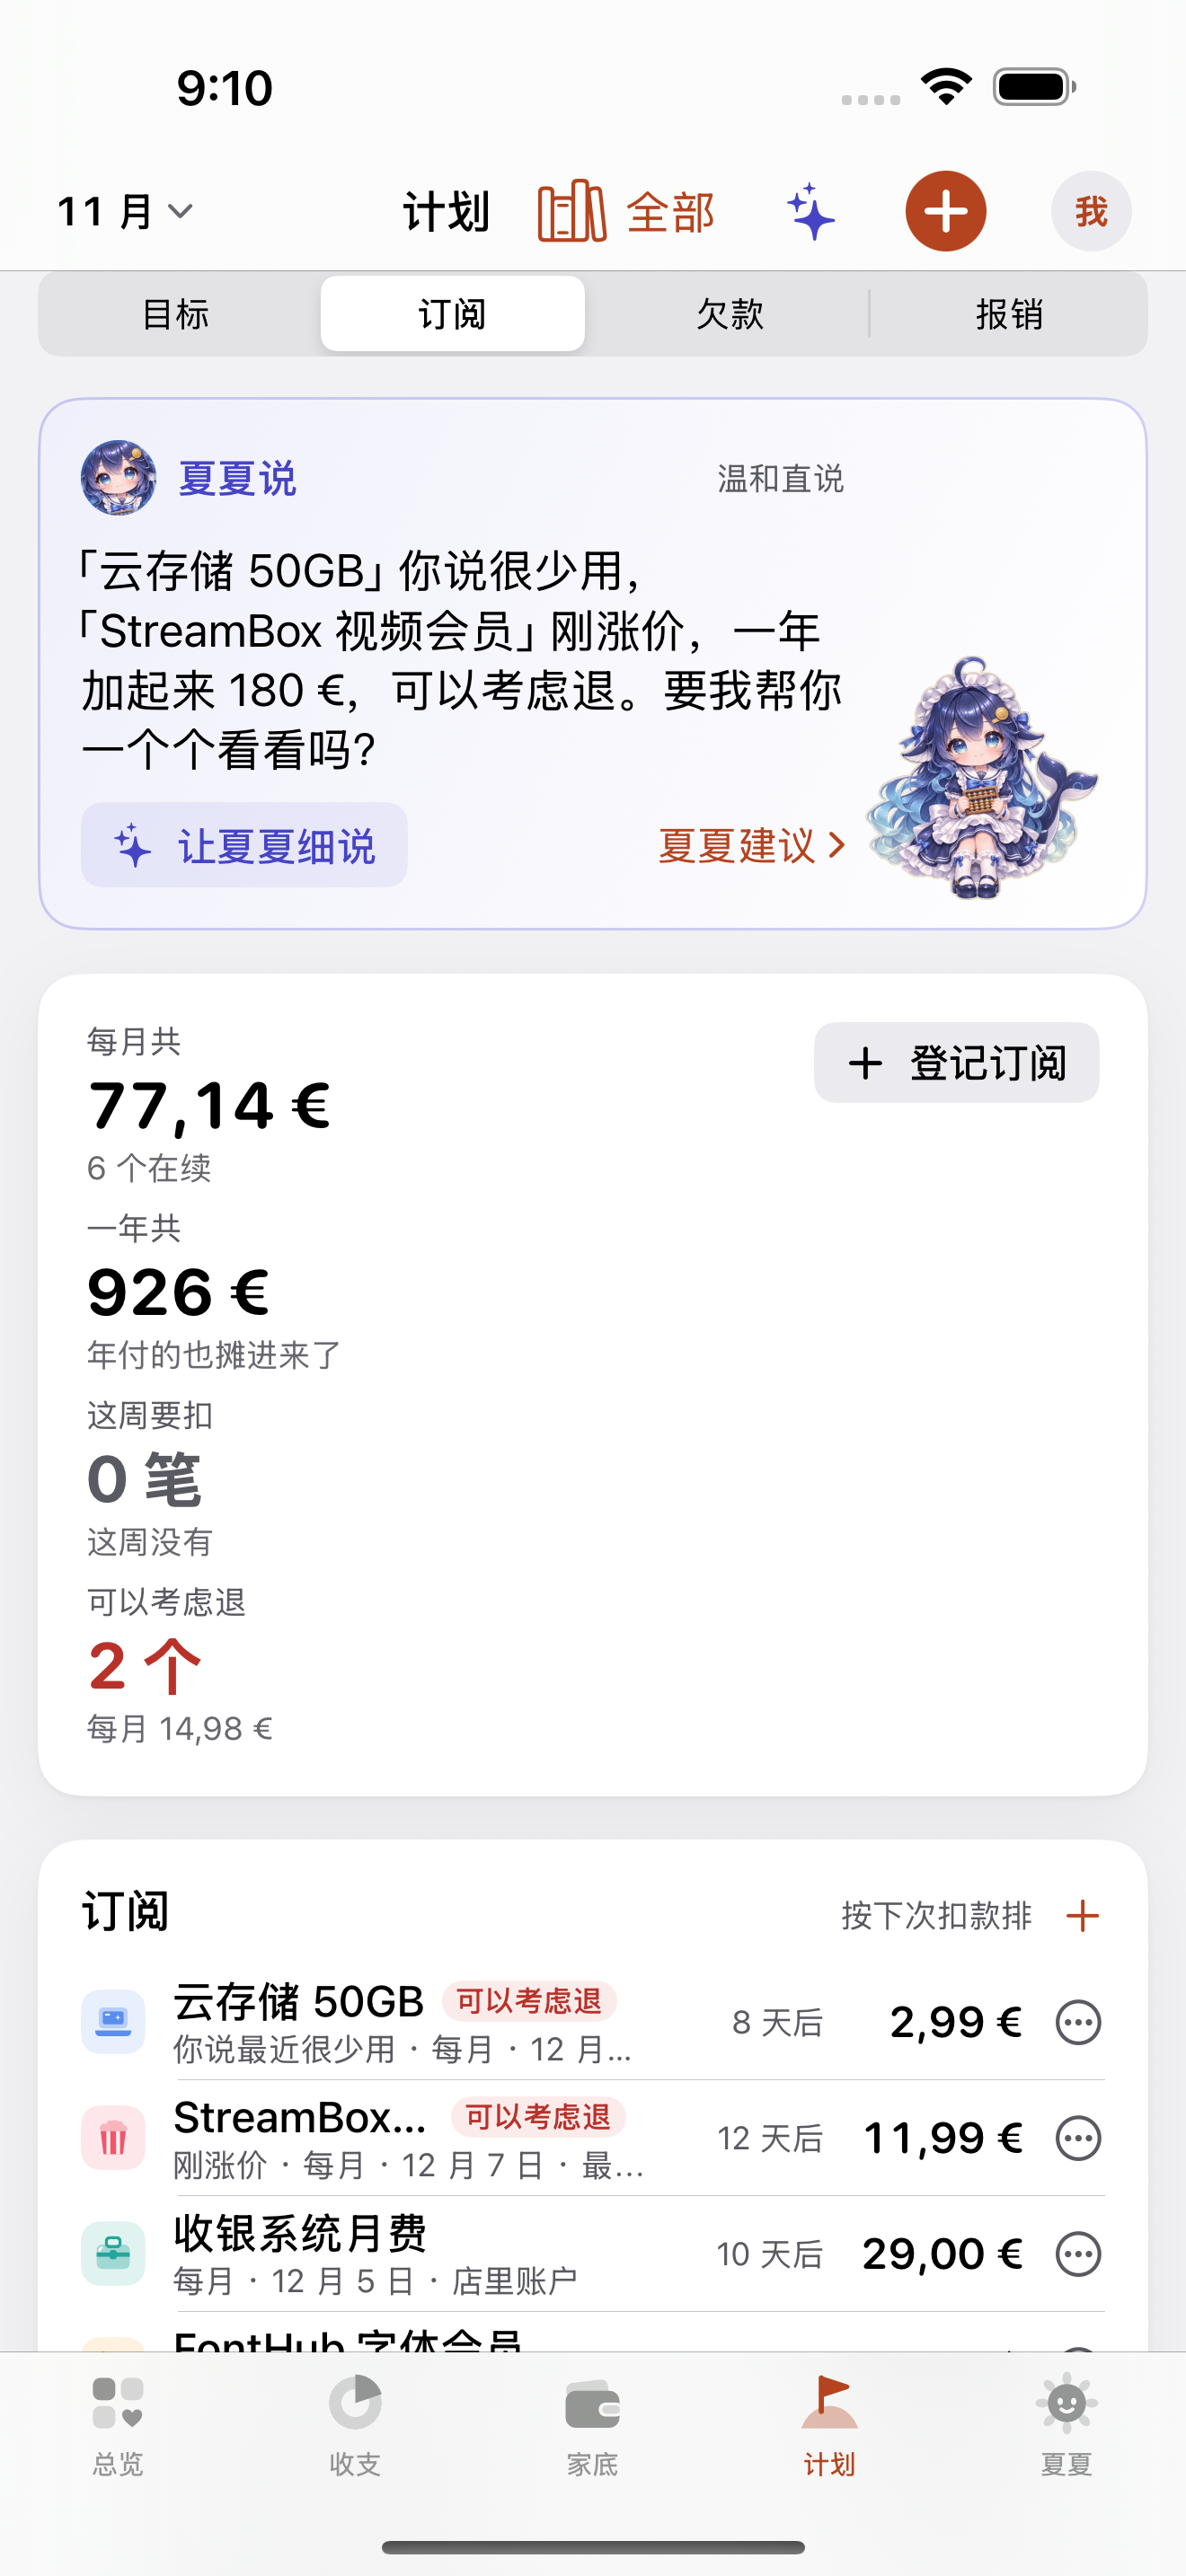 9:10
11 月
计划
全部
我
目标
订阅
欠款
报销
夏夏说
温和直说
「云存储 50GB」你说很少用，
「StreamBox 视频会员」刚涨价，一年
加起来 180 €，可以考虑退。要我帮你
一个个看看吗？
让夏夏细说
夏夏建议
每月共
77,14 €
6 个在续
登记订阅
一年共
926 €
年付的也摊进来了
这周要扣
0 笔
这周没有
可以考虑退
2 个
每月 14,98 €
订阅
按下次扣款排
云存储 50GB 可以考虑退
你说最近很少用 · 每月 · 12 月...
8 天后 2,99 €
StreamBox... 可以考虑退
刚涨价 · 每月 · 12 月 7 日 · 最...
12 天后 11,99 €
收银系统月费
每月 · 12 月 5 日 · 店里账户
10 天后 29,00 €
FontHub 字体会员
总览
收支
家底
计划
夏夏